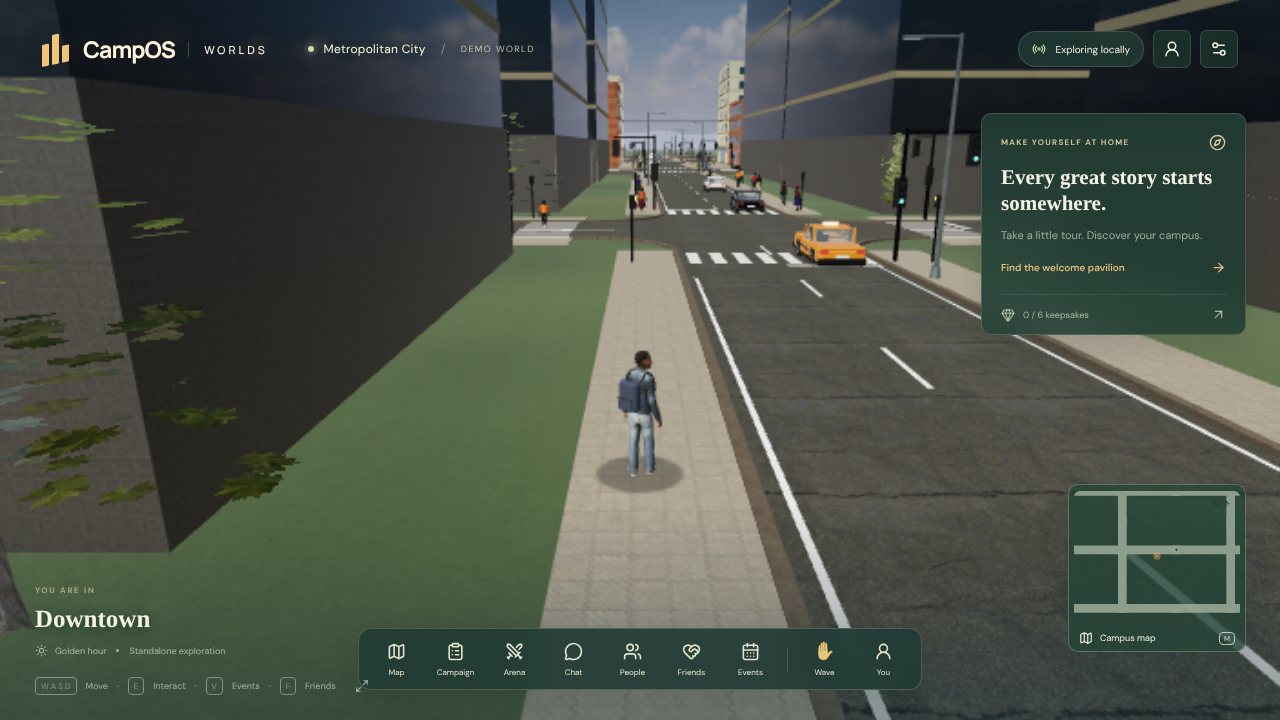 CampOS
WORLDS
Metropolitan City / DEMO WORLD
Exploring locally
MAKE YOURSELF AT HOME
Every great story starts
somewhere.
Take a little tour. Discover your campus.
Find the welcome pavilion
0 / 6 keepsakes
Campus map
M
YOU ARE IN
Downtown
Golden hour • Standalone exploration
WASD Move · E Interact · V Events · F Friends
Map
Campaign
Arena
Chat
People
Friends
Events
Wave
You